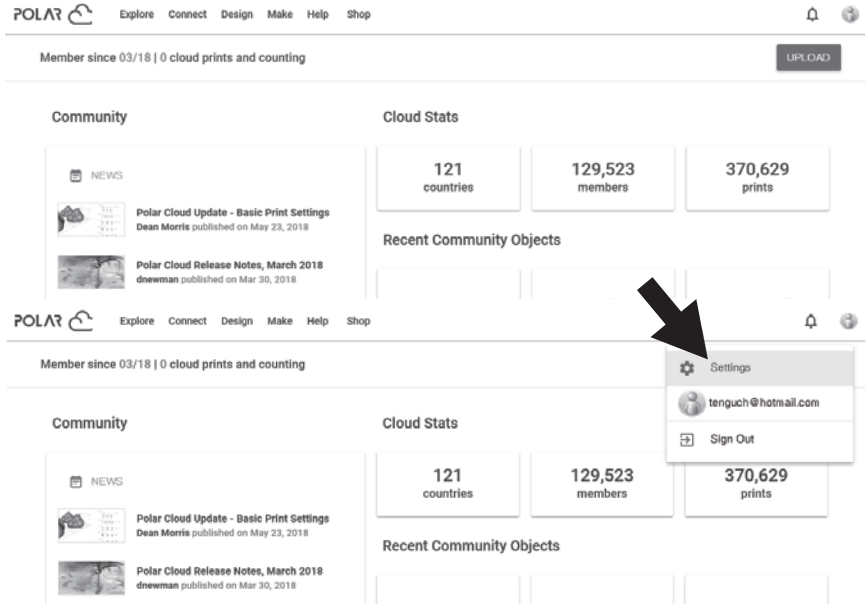 POLAR Explore Connect Design Make Help Shop
Member since 03/18 | 0 cloud prints and counting UPLOAD
Community Cloud Stats
NEWS
121 129,523 370,629
countries members prints
Polar Cloud Update - Basic Print Settings
Dean Morris published on May 23, 2018
Recent Community Objects
Polar Cloud Release Notes, March 2018
dnewman published on Mar 30, 2018
POLAR Explore Connect Design Make Help Shop
Member since 03/18 | 0 cloud prints and counting
Settings
tenguch@hotmail.com
Sign Out
Community Cloud Stats
NEWS
121 129,523 370,629
countries members prints
Polar Cloud Update - Basic Print Settings
Dean Morris published on May 23, 2018
Recent Community Objects
Polar Cloud Release Notes, March 2018
dnewman published on Mar 30, 2018